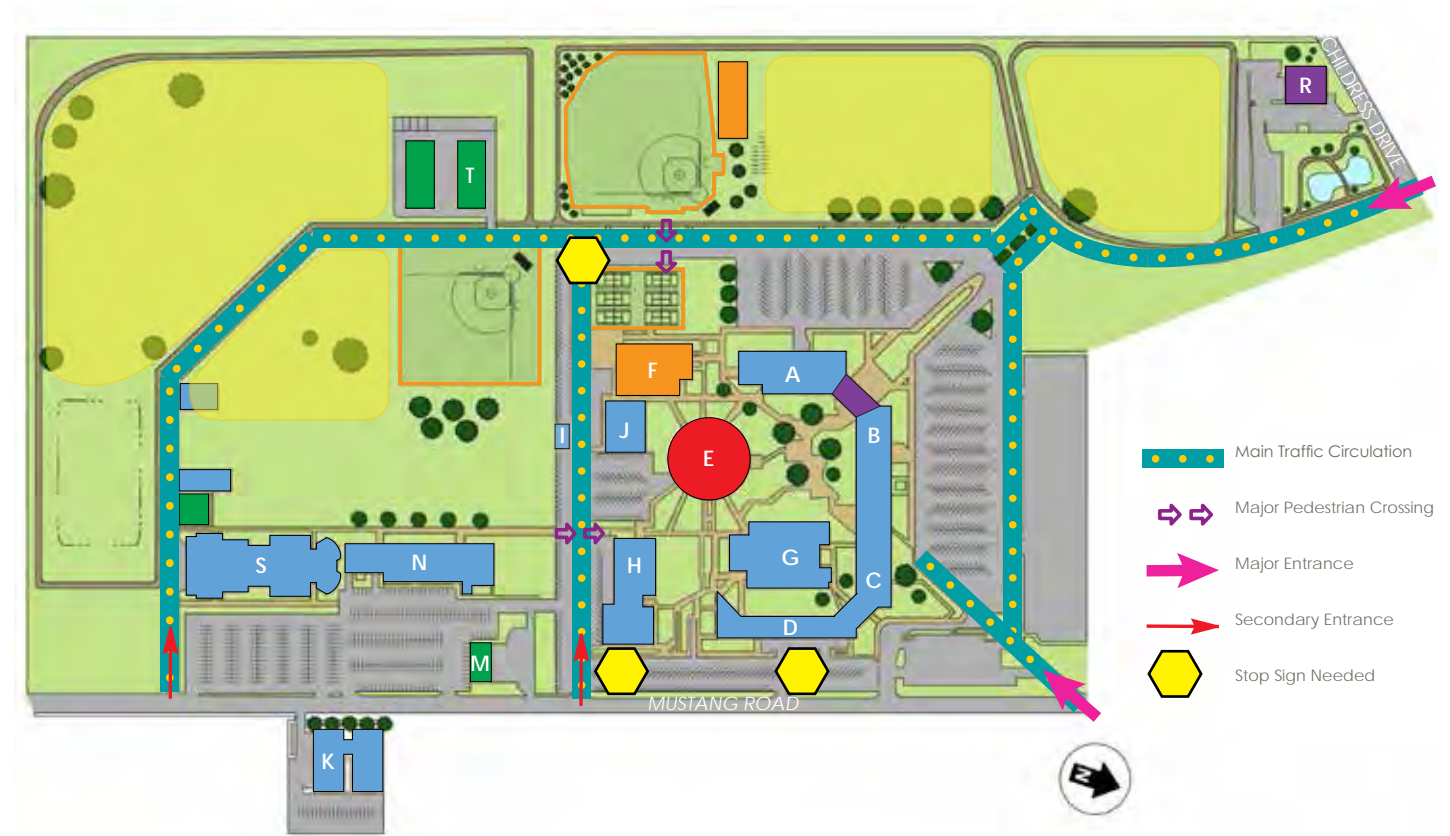 CHILDRESS DRIVE
R
T
F
A
J
I
B
E
S
N
H
G
C
D
M
MUSTANG ROAD
K
Main Traffic Circulation
Major Pedestrian Crossing
Major Entrance
Secondary Entrance
Stop Sign Needed
N